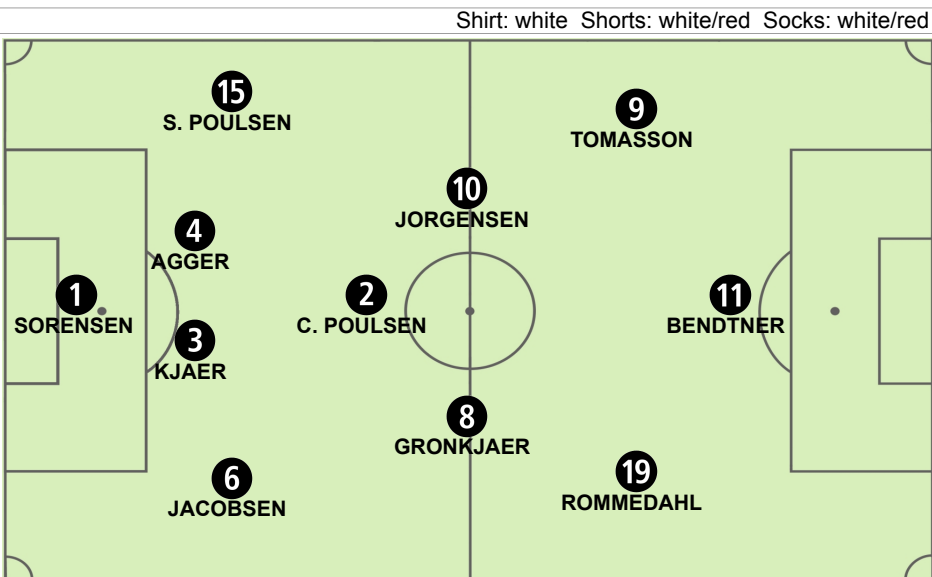 Shirt: white  Shorts: white/red  Socks: white/red
15
S. POULSEN
9
TOMASSON
10
JORGENSEN
4
AGGER
1
SORENSEN
2
C. POULSEN
11
BENDTNER
3
KJAER
8
GRONKJAER
6
JACOBSEN
19
ROMMEDAHL